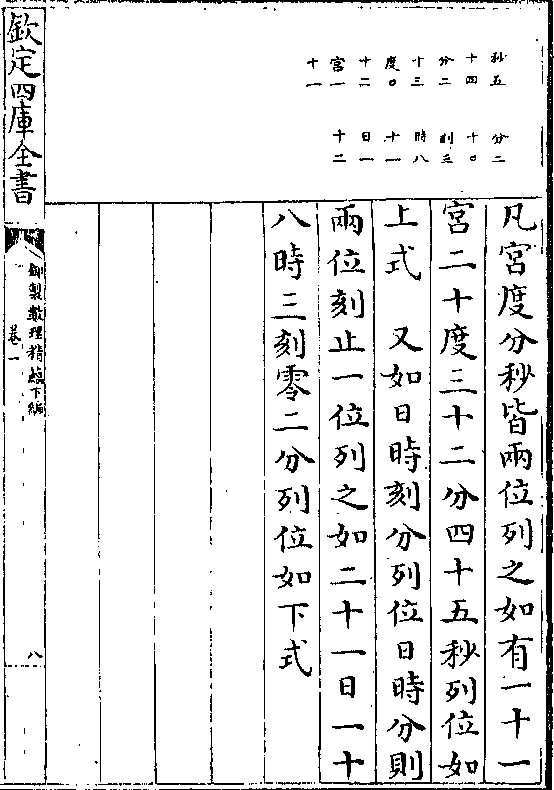 秒五
十四
分二
十三
度〇
十二
宮一
十一
分二
十〇
刻三
時八
十一
日一
十二
凡宮度分秒皆兩位列之如有一十一
宮二十度三十二分四十五秒列位如
上式　又如日時刻分列位日時分則
兩位刻止一位列之如二十一日一十
八時三刻零二分列位如下式
欽定四庫全書
御製數理精蘊下編
卷一
八